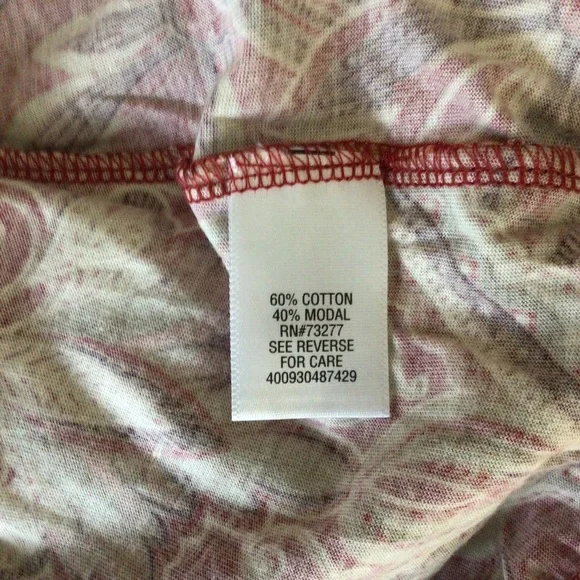 60% COTTON
40% MODAL
RN#73277
SEE REVERSE
FOR CARE
400930487429